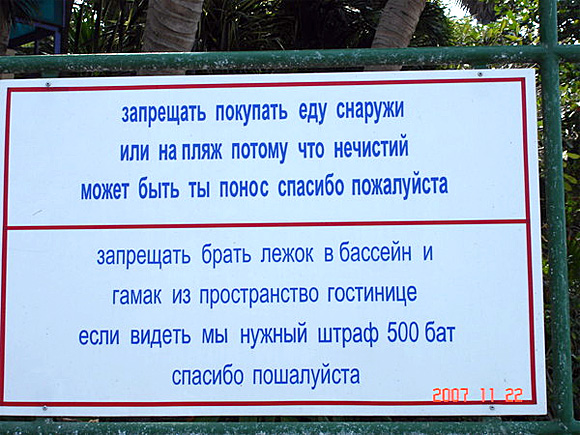 запрещать покупать еду снаружи
или на пляж потому что нечистий
может быть ты понос спасибо пожалуйста
запрещать брать лежок в бассейн и
гамак из пространство гостинице
если видеть мы нужный штраф 500 бат
спасибо пошалуйста
2007 11 22